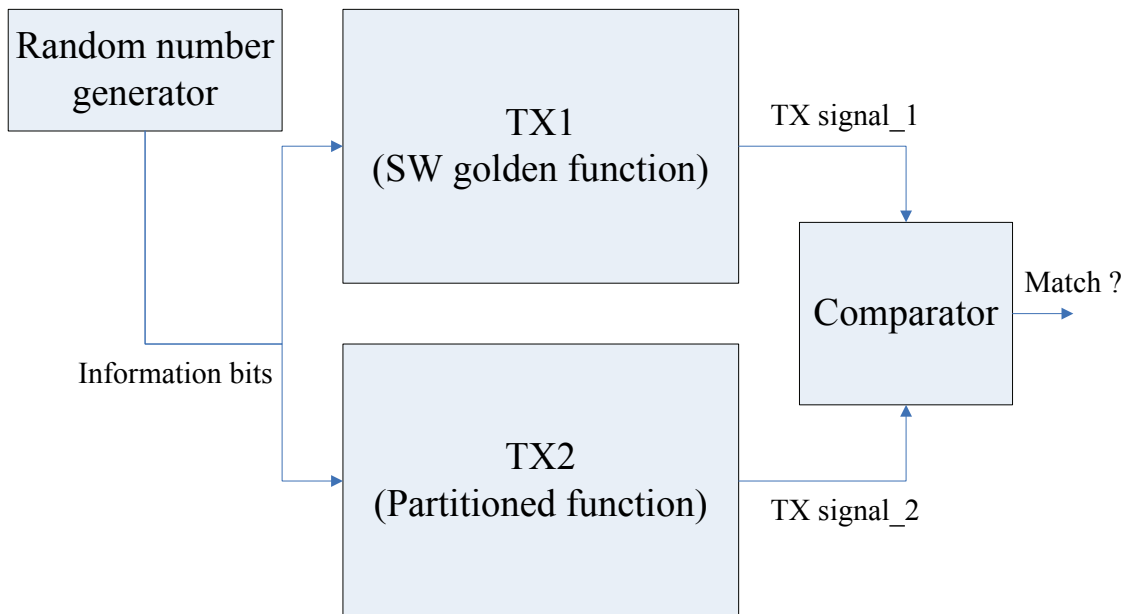 Random number
generator
TX1
(SW golden function)
TX signal_1
Comparator
Match ?
Information bits
TX2
(Partitioned function)
TX signal_2